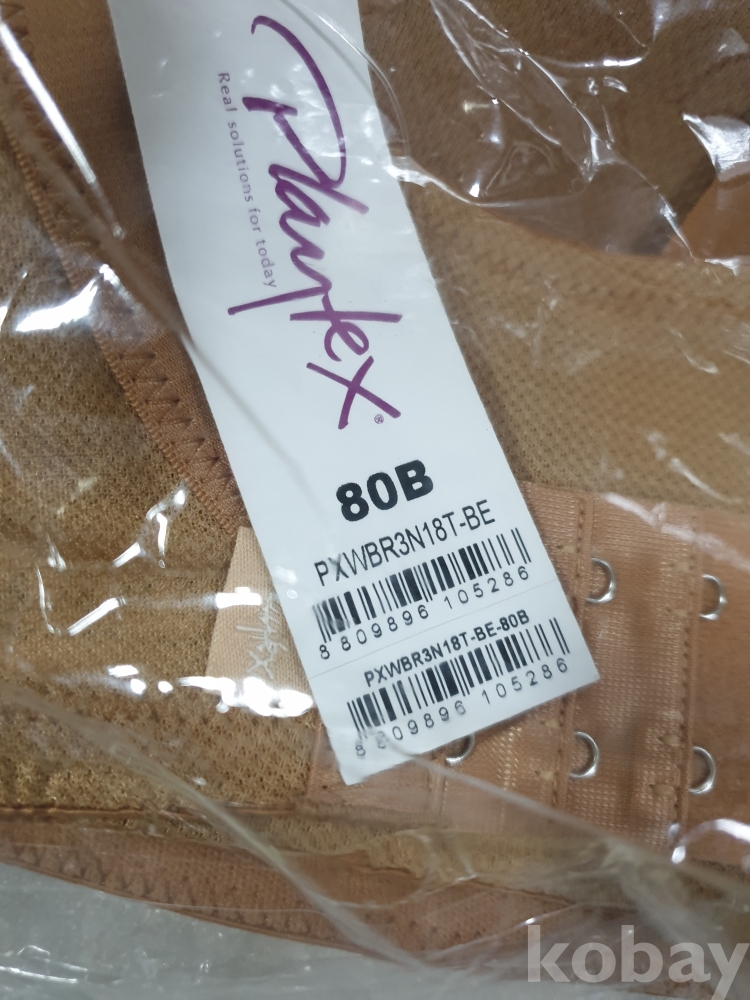 Playtex®
Real solutions for today
80B
PXWBR3N18T-BE
8 809896 105286
PXWBR3N18T-BE-80B
8 809896 105286
kobay